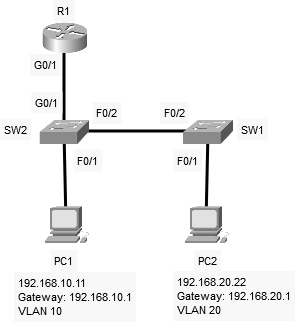 R1
G0/1
G0/1
F0/2
F0/2
SW2
SW1
F0/1
F0/1
PC1
PC2
192.168.10.11
Gateway: 192.168.10.1
VLAN 10
192.168.20.22
Gateway: 192.168.20.1
VLAN 20